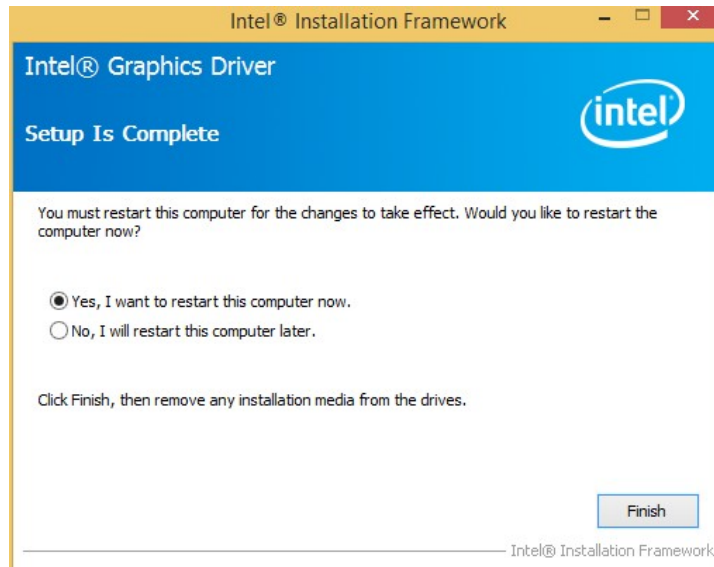 Intel® Installation Framework
Intel® Graphics Driver
intel
Setup Is Complete
You must restart this computer for the changes to take effect. Would you like to restart the
computer now?
Yes, I want to restart this computer now.
No, I will restart this computer later.
Click Finish, then remove any installation media from the drives.
Finish
Intel® Installation Framework